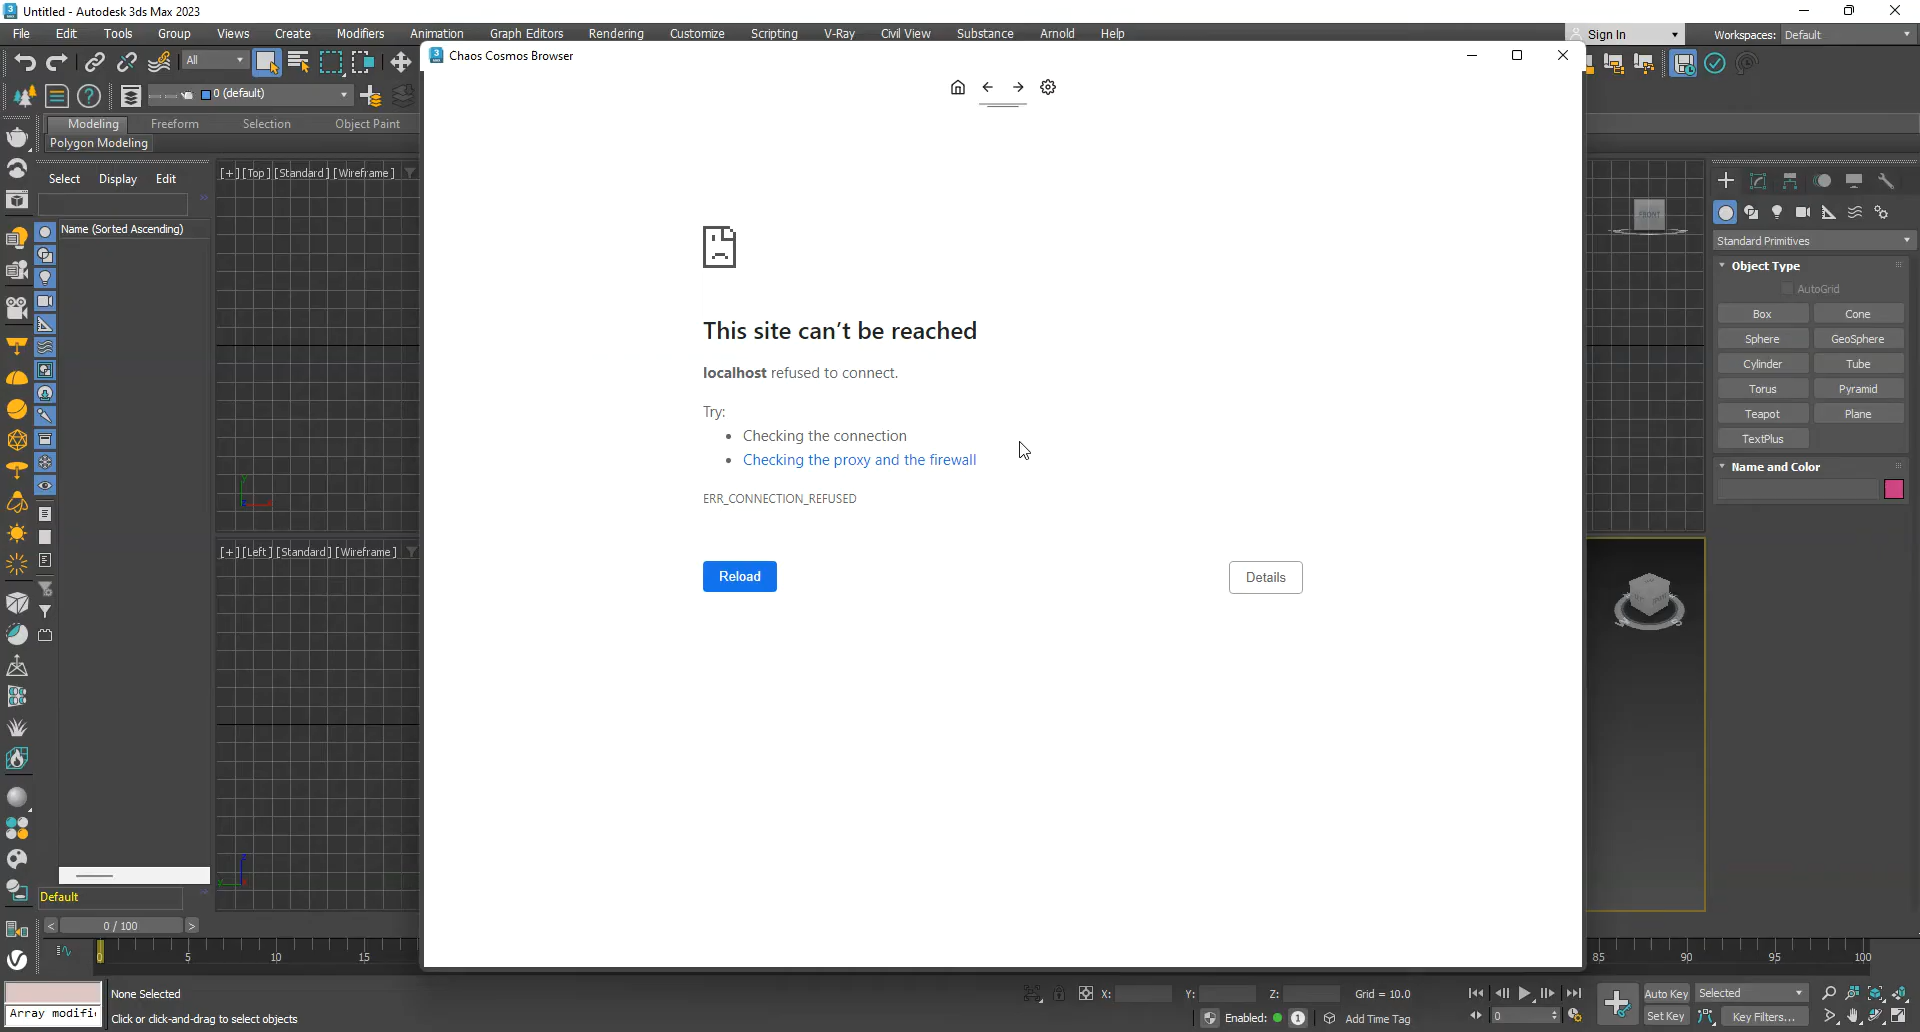 Untitled - Autodesk 3ds Max 2023
File Edit Tools Group Views Create Modifiers Animation Graph Editors Rendering Customize Scripting V-Ray Civil View Substance Arnold Help Sign In Workspaces: Default
All
Chaos Cosmos Browser
0 (default)
Modeling Freeform Selection Object Paint
Polygon Modeling
Select Display Edit
Name (Sorted Ascending)
[+] [Top] [Standard] [Wireframe]
FRONT
Standard Primitives
Object Type
AutoGrid
Box Cone
Sphere GeoSphere
Cylinder Tube
Torus Pyramid
Teapot Plane
TextPlus
Name and Color
This site can't be reached
localhost refused to connect.
Try:
• Checking the connection
• Checking the proxy and the firewall
ERR_CONNECTION_REFUSED
Reload Details
[+] [Left] [Standard] [Wireframe]
Default
< 0 / 100 >
0 5 10 15 85 90 95 100
None Selected X: Y: Z: Grid = 10.0 Auto Key Selected
Array modifi Click or click-and-drag to select objects Enabled: 1 Add Time Tag 0 Set Key Key Filters...